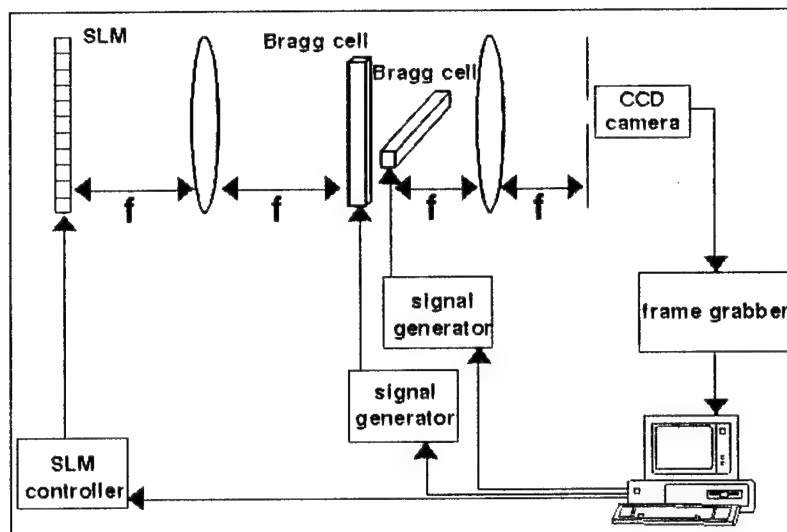 SLM
Bragg cell
Bragg cell
CCD
camera
f
f
f
f
signal
generator
frame grabber
signal
generator
SLM
controller